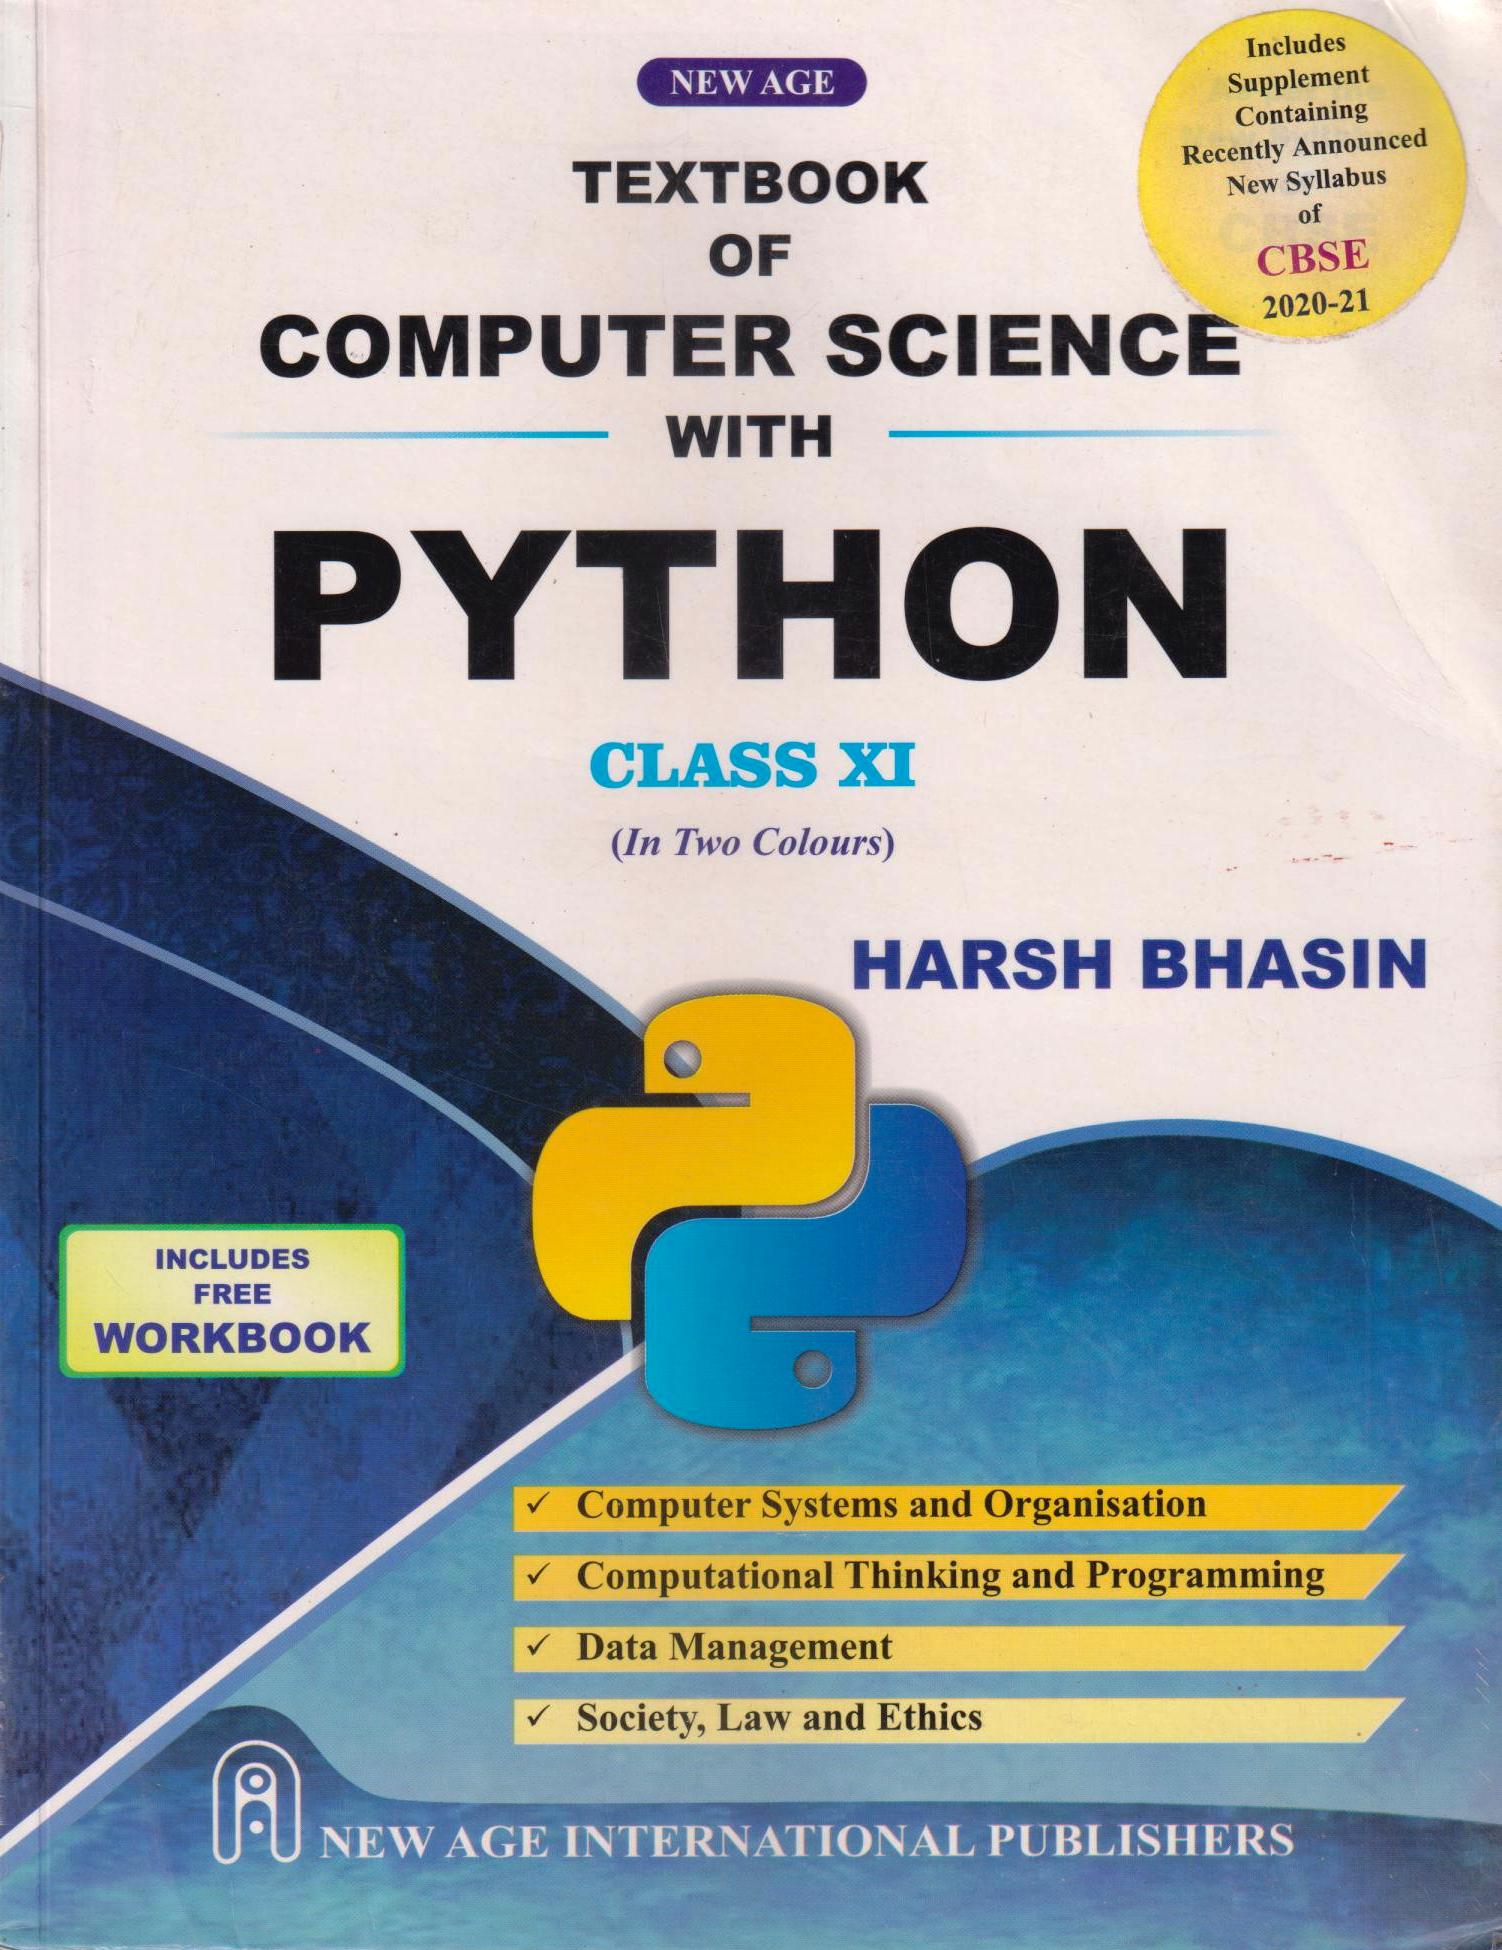 NEW AGE
Includes
Supplement
Containing
Recently Announced
New Syllabus
of
CBSE
2020-21
TEXTBOOK
OF
COMPUTER SCIENCE
WITH
PYTHON
CLASS XI
(In Two Colours)
HARSH BHASIN
INCLUDES
FREE
WORKBOOK
✓ Computer Systems and Organisation
✓ Computational Thinking and Programming
✓ Data Management
✓ Society, Law and Ethics
NEW AGE INTERNATIONAL PUBLISHERS